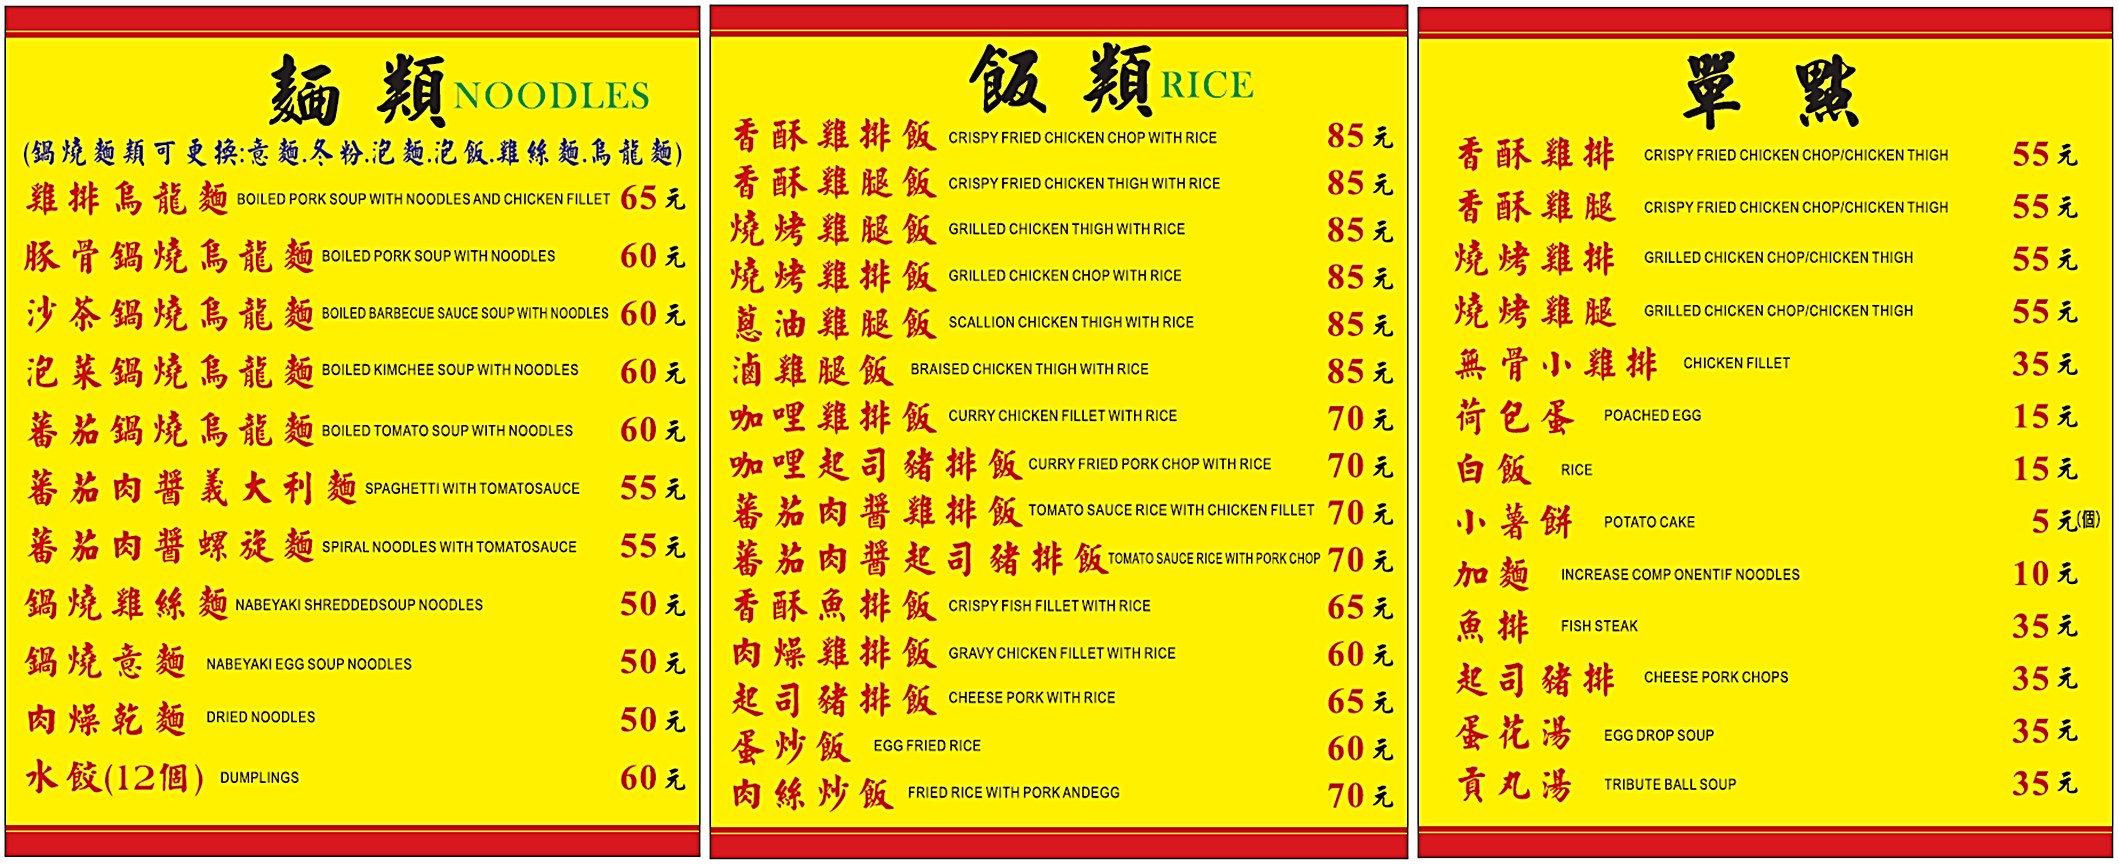 麵類 NOODLES
(鍋燒麵類可更換:意麵.冬粉.泡麵.泡飯.雞絲麵.烏龍麵)
雞排烏龍麵 BOILED PORK SOUP WITH NOODLES AND CHICKEN FILLET 65元
豚骨鍋燒烏龍麵 BOILED PORK SOUP WITH NOODLES 60元
沙茶鍋燒烏龍麵 BOILED BARBECUE SAUCE SOUP WITH NOODLES 60元
泡菜鍋燒烏龍麵 BOILED KIMCHEE SOUP WITH NOODLES 60元
蕃茄鍋燒烏龍麵 BOILED TOMATO SOUP WITH NOODLES 60元
蕃茄肉醬義大利麵 SPAGHETTI WITH TOMATOSAUCE 55元
蕃茄肉醬螺旋麵 SPIRAL NOODLES WITH TOMATOSAUCE 55元
鍋燒雞絲麵 NABEYAKI SHREDDEDSOUP NOODLES 50元
鍋燒意麵 NABEYAKI EGG SOUP NOODLES 50元
肉燥乾麵 DRIED NOODLES 50元
水餃(12個) DUMPLINGS 60元
飯類 RICE
香酥雞排飯 CRISPY FRIED CHICKEN CHOP WITH RICE 85元
香酥雞腿飯 CRISPY FRIED CHICKEN THIGH WITH RICE 85元
燒烤雞腿飯 GRILLED CHICKEN THIGH WITH RICE 85元
燒烤雞排飯 GRILLED CHICKEN CHOP WITH RICE 85元
蔥油雞腿飯 SCALLION CHICKEN THIGH WITH RICE 85元
滷雞腿飯 BRAISED CHICKEN THIGH WITH RICE 85元
咖哩雞排飯 CURRY CHICKEN FILLET WITH RICE 70元
咖哩起司豬排飯 CURRY FRIED PORK CHOP WITH RICE 70元
蕃茄肉醬雞排飯 TOMATO SAUCE RICE WITH CHICKEN FILLET 70元
蕃茄肉醬起司豬排飯 TOMATO SAUCE RICE WITH PORK CHOP 70元
香酥魚排飯 CRISPY FISH FILLET WITH RICE 65元
肉燥雞排飯 GRAVY CHICKEN FILLET WITH RICE 60元
起司豬排飯 CHEESE PORK WITH RICE 65元
蛋炒飯 EGG FRIED RICE 60元
肉絲炒飯 FRIED RICE WITH PORK ANDEGG 70元
單點
香酥雞排 CRISPY FRIED CHICKEN CHOP/CHICKEN THIGH 55元
香酥雞腿 CRISPY FRIED CHICKEN CHOP/CHICKEN THIGH 55元
燒烤雞排 GRILLED CHICKEN CHOP/CHICKEN THIGH 55元
燒烤雞腿 GRILLED CHICKEN CHOP/CHICKEN THIGH 55元
無骨小雞排 CHICKEN FILLET 35元
荷包蛋 POACHED EGG 15元
白飯 RICE 15元
小薯餅 POTATO CAKE 5元(個)
加麵 INCREASE COMP ONENTIF NOODLES 10元
魚排 FISH STEAK 35元
起司豬排 CHEESE PORK CHOPS 35元
蛋花湯 EGG DROP SOUP 35元
貢丸湯 TRIBUTE BALL SOUP 35元